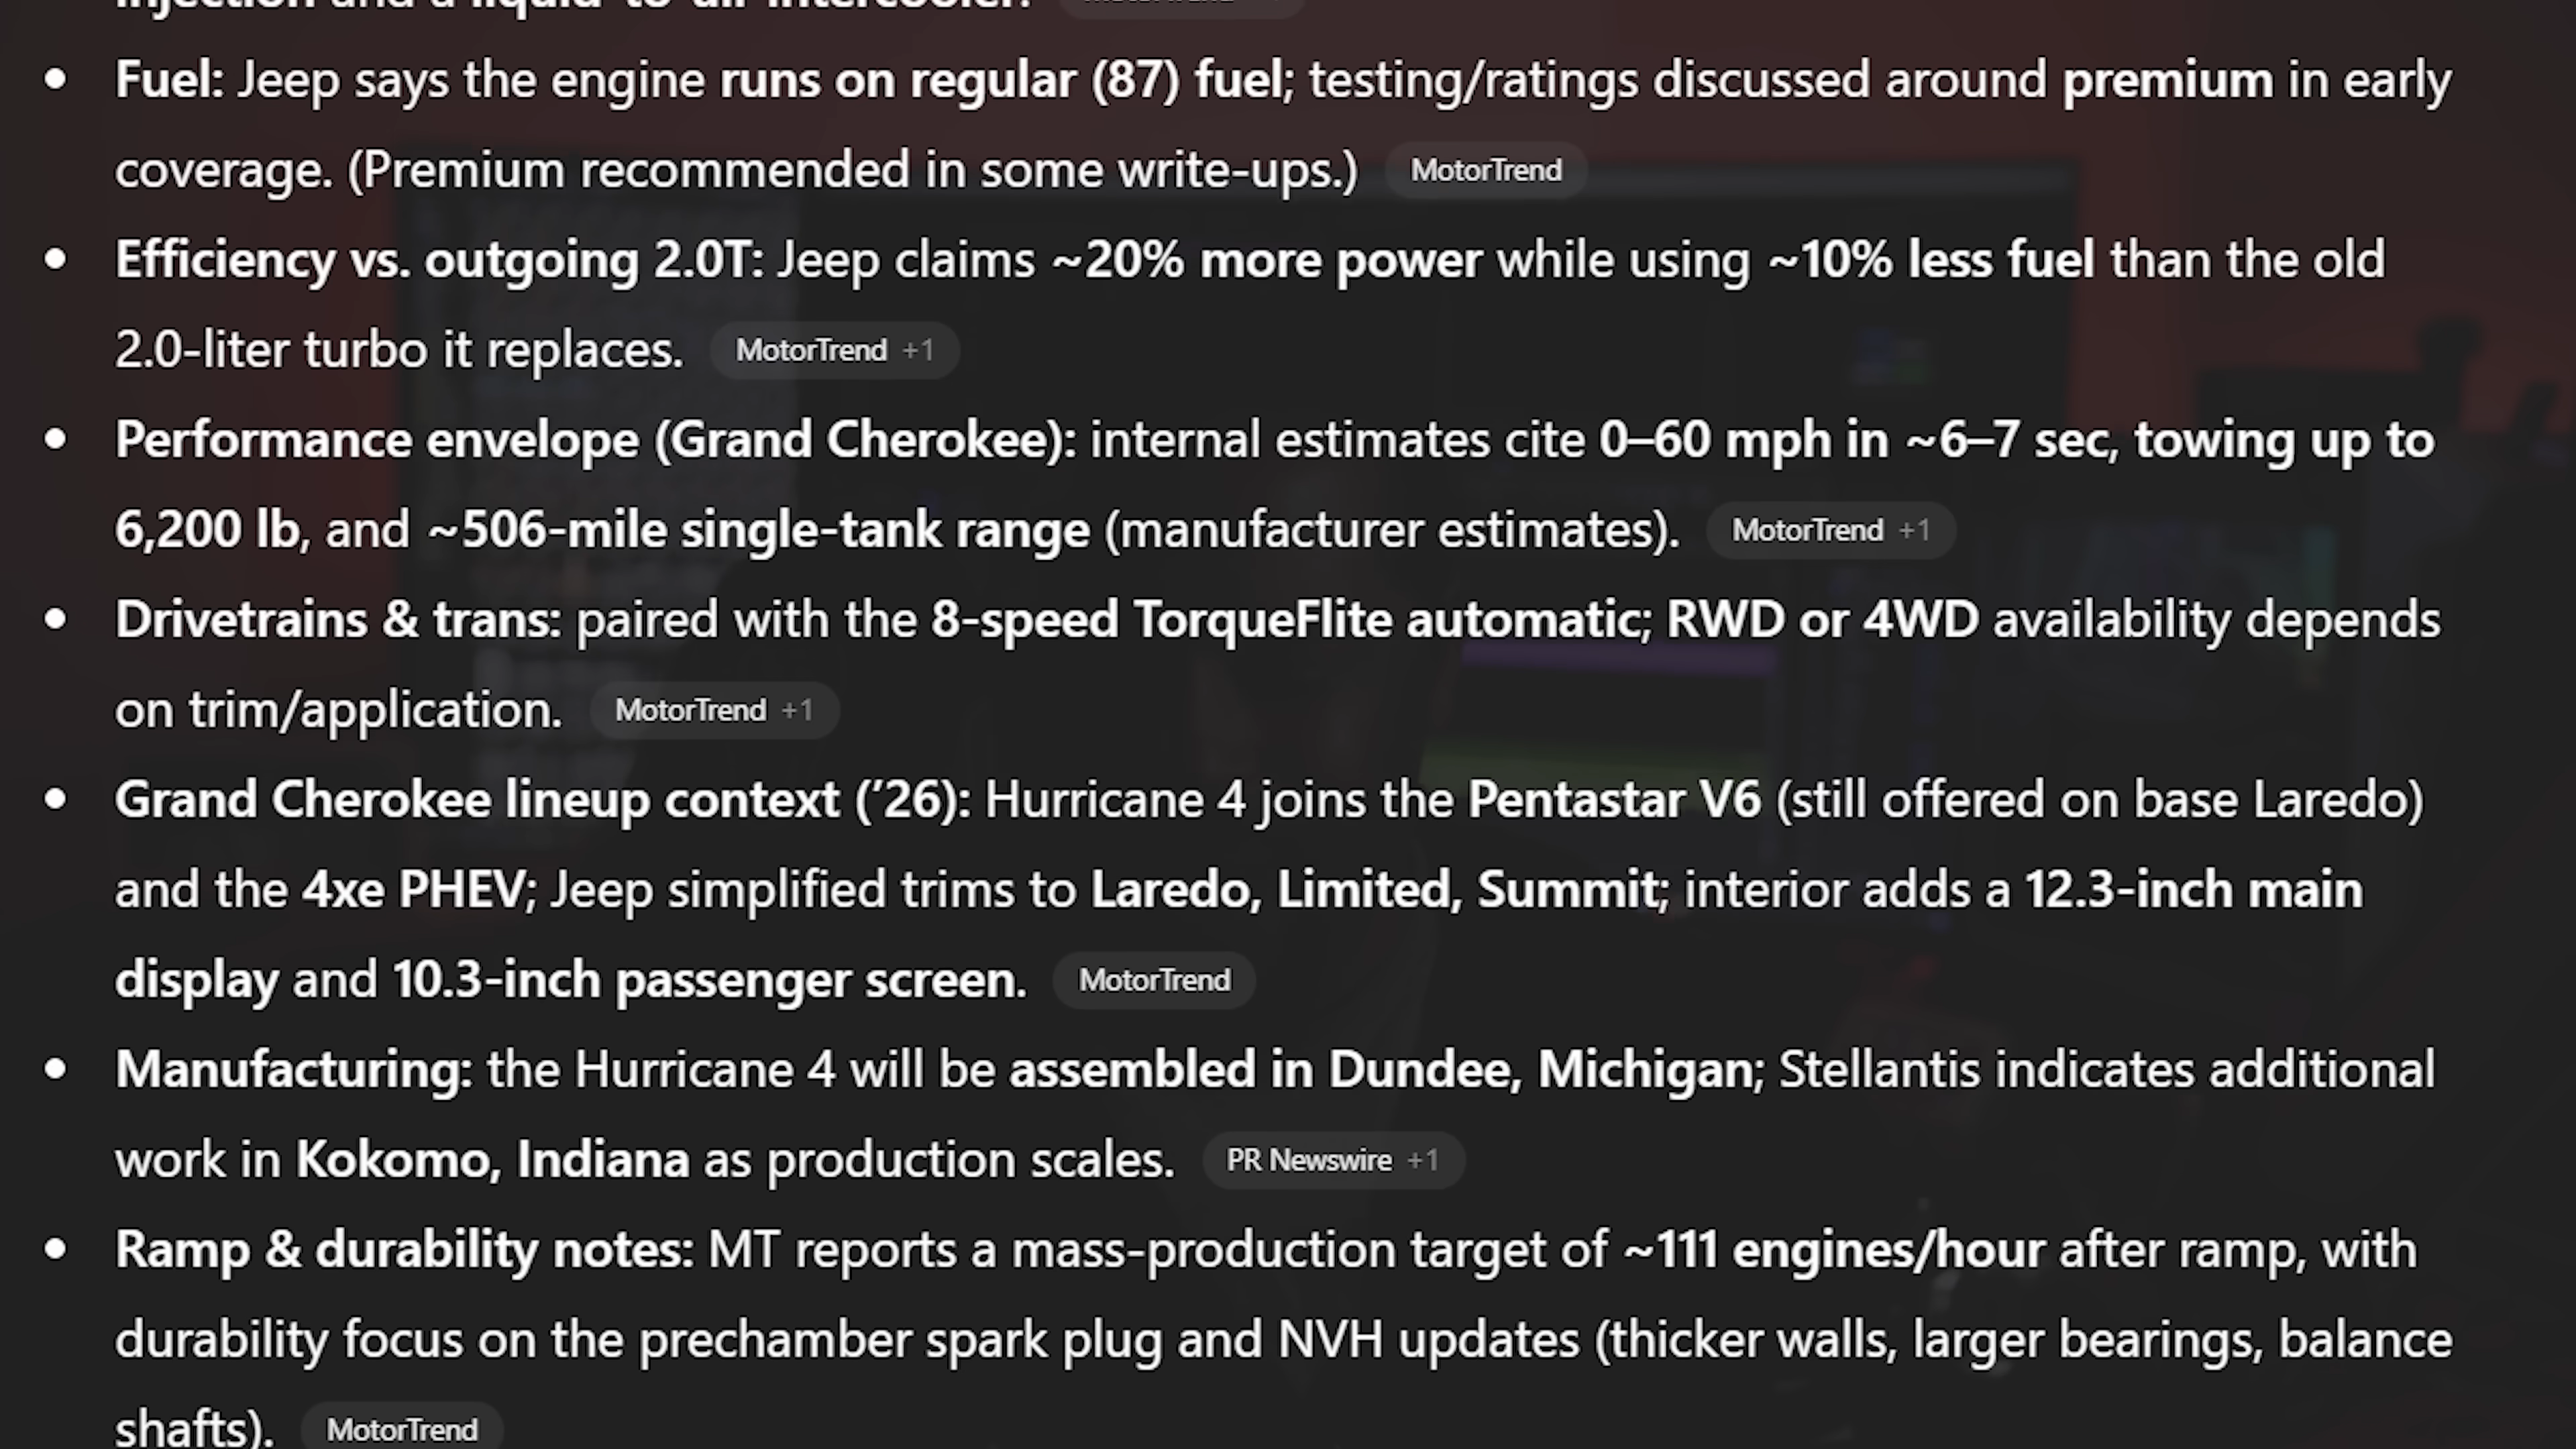 injection and a liquid-to-air intercooler. MotorTrend
• Fuel: Jeep says the engine runs on regular (87) fuel; testing/ratings discussed around premium in early
coverage. (Premium recommended in some write-ups.) MotorTrend
• Efficiency vs. outgoing 2.0T: Jeep claims ~20% more power while using ~10% less fuel than the old
2.0-liter turbo it replaces. MotorTrend +1
• Performance envelope (Grand Cherokee): internal estimates cite 0–60 mph in ~6–7 sec, towing up to
6,200 lb, and ~506-mile single-tank range (manufacturer estimates). MotorTrend +1
• Drivetrains & trans: paired with the 8-speed TorqueFlite automatic; RWD or 4WD availability depends
on trim/application. MotorTrend +1
• Grand Cherokee lineup context (’26): Hurricane 4 joins the Pentastar V6 (still offered on base Laredo)
and the 4xe PHEV; Jeep simplified trims to Laredo, Limited, Summit; interior adds a 12.3-inch main
display and 10.3-inch passenger screen. MotorTrend
• Manufacturing: the Hurricane 4 will be assembled in Dundee, Michigan; Stellantis indicates additional
work in Kokomo, Indiana as production scales. PR Newswire +1
• Ramp & durability notes: MT reports a mass-production target of ~111 engines/hour after ramp, with
durability focus on the prechamber spark plug and NVH updates (thicker walls, larger bearings, balance
shafts). MotorTrend